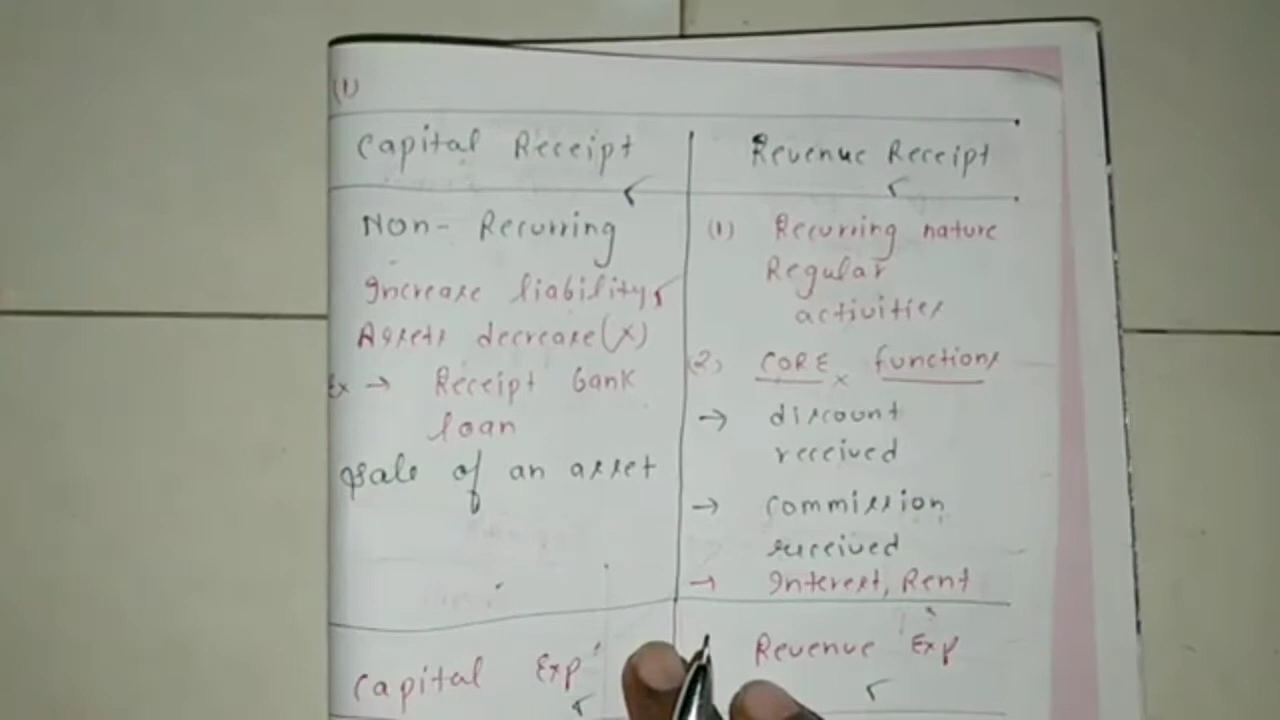 (1)
Capital Receipt
Non- Recurring
Increase liability,
Assets decrease(x)
Ex → Receipt bank
loan
sale of an asset
Revenue Receipt
(1) Recurring nature
Regular
activities
(2) CORE functions
→ discount
received
→ commission
received
→ Interest, Rent
Capital Exp
Revenue Exp